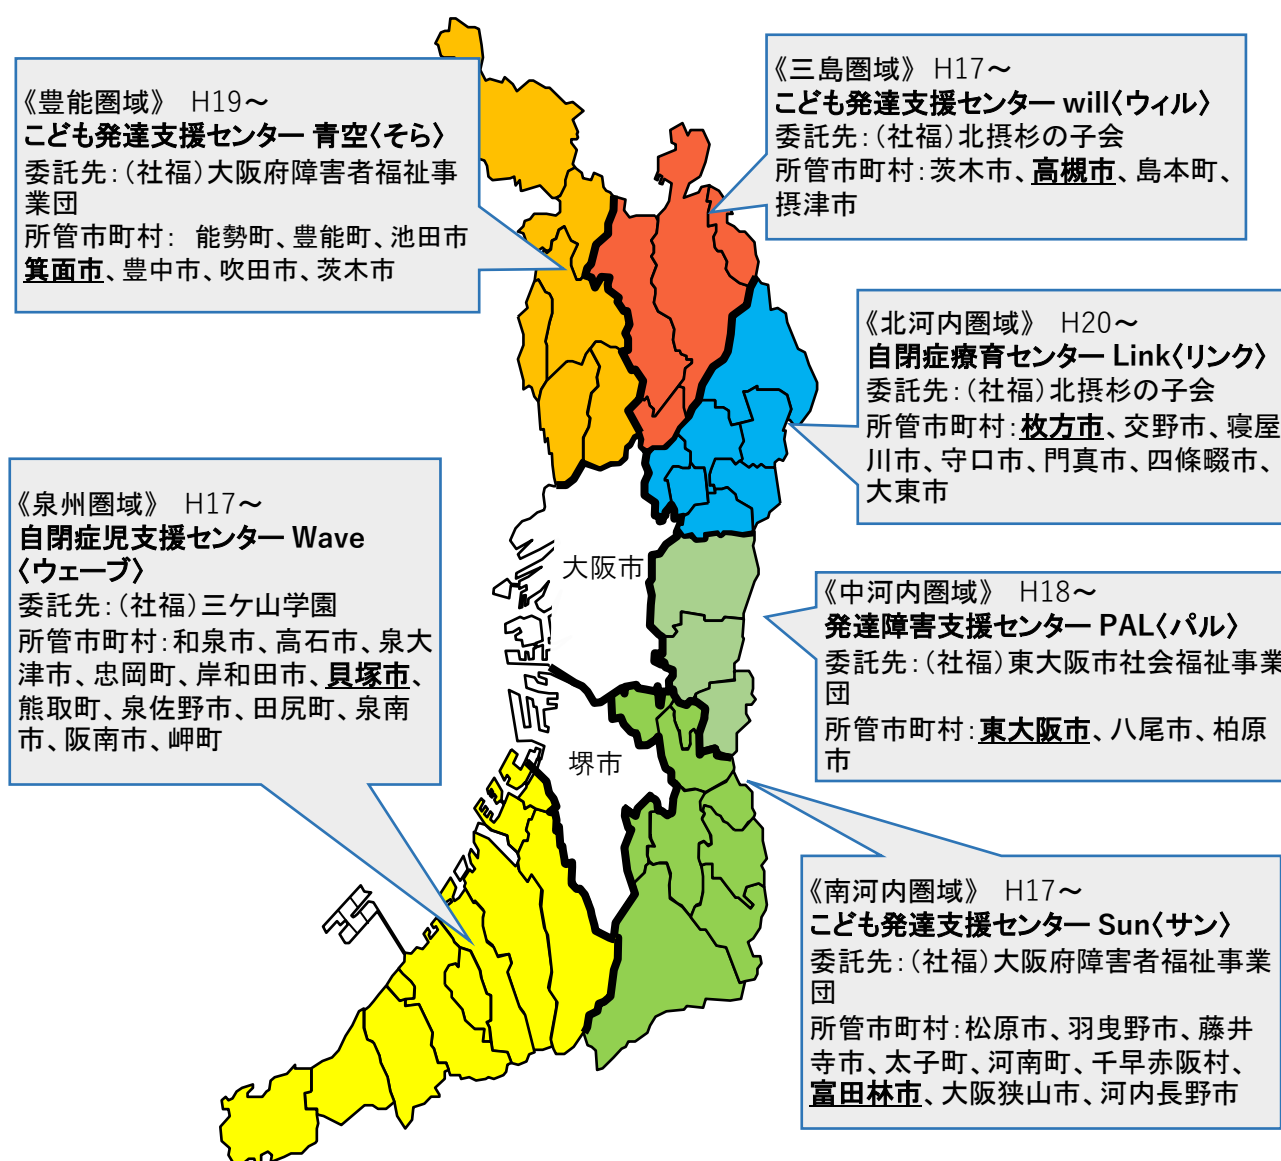 《豊能圏域》 H19～
こども発達支援センター 青空〈そら〉
委託先：（社福）大阪府障害者福祉事
業団
所管市町村： 能勢町、豊能町、池田市
箕面市、豊中市、吹田市、茨木市
《三島圏域》 H17～
こども発達支援センター will〈ウィル〉
委託先：（社福）北摂杉の子会
所管市町村：茨木市、高槻市、島本町、
摂津市
《北河内圏域》 H20～
自閉症療育センター Link〈リンク〉
委託先：（社福）北摂杉の子会
所管市町村：枚方市、交野市、寝屋
川市、守口市、門真市、四條畷市、
大東市
《泉州圏域》 H17～
自閉症児支援センター Wave
〈ウェーブ〉
委託先：（社福）三ケ山学園
所管市町村：和泉市、高石市、泉大
津市、忠岡町、岸和田市、貝塚市、
熊取町、泉佐野市、田尻町、泉南
市、阪南市、岬町
大阪市
堺市
《中河内圏域》 H18～
発達障害支援センター PAL〈パル〉
委託先：（社福）東大阪市社会福祉事業
団
所管市町村：東大阪市、八尾市、柏原
市
《南河内圏域》 H17～
こども発達支援センター Sun〈サン〉
委託先：（社福）大阪府障害者福祉事業
団
所管市町村：松原市、羽曳野市、藤井
寺市、太子町、河南町、千早赤阪村、
富田林市、大阪狭山市、河内長野市